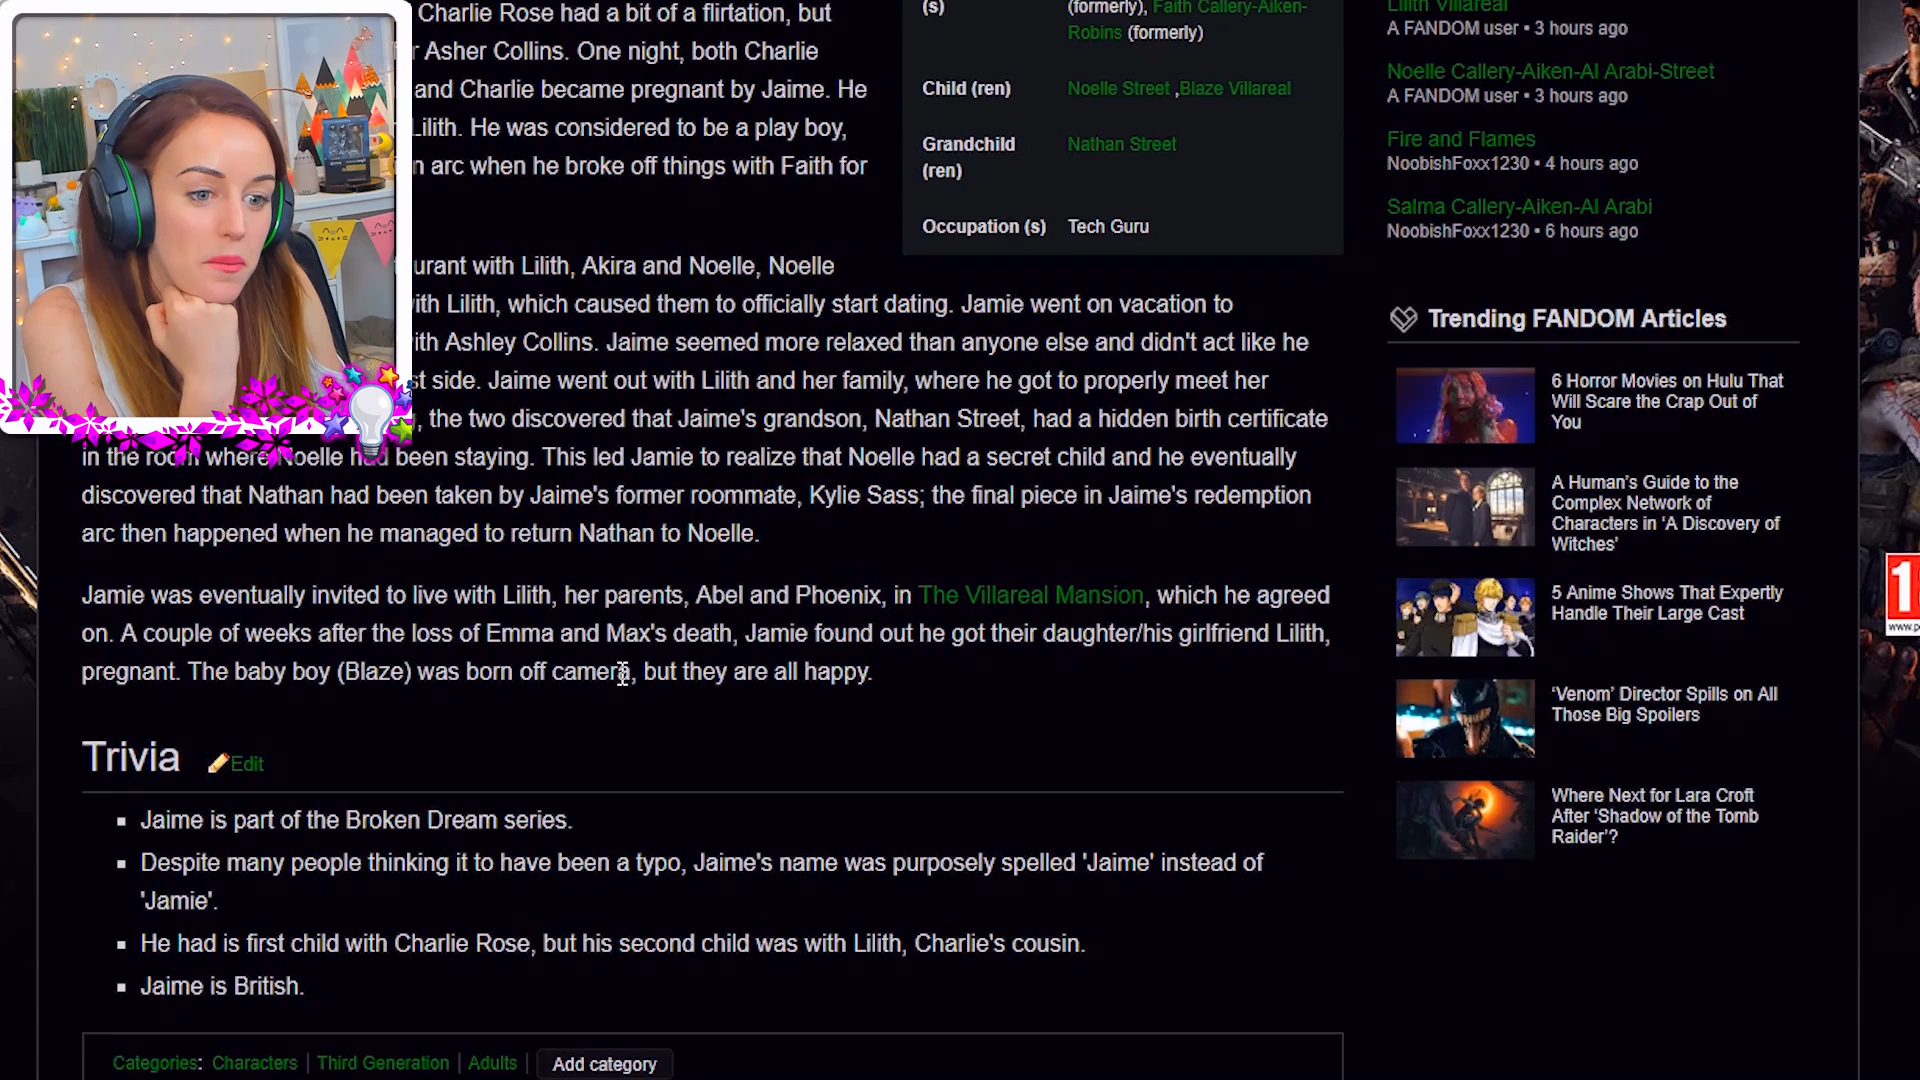 Charlie Rose had a bit of a flirtation, but
Asher Collins. One night, both Charlie
and Charlie became pregnant by Jaime. He
Lilith. He was considered to be a play boy,
arc when he broke off things with Faith for
with Lilith, Akira and Noelle, Noelle
with Lilith, which caused them to officially start dating. Jamie went on vacation to
with Ashley Collins. Jaime seemed more relaxed than anyone else and didn't act like he
side. Jaime went out with Lilith and her family, where he got to properly meet her
, the two discovered that Jaime's grandson, Nathan Street, had a hidden birth certificate
in the room where Noelle had been staying. This led Jamie to realize that Noelle had a secret child and he eventually
discovered that Nathan had been taken by Jaime's former roommate, Kylie Sass; the final piece in Jaime's redemption
arc then happened when he managed to return Nathan to Noelle.
Jamie was eventually invited to live with Lilith, her parents, Abel and Phoenix, in The Villareal Mansion, which he agreed
on. A couple of weeks after the loss of Emma and Max's death, Jamie found out he got their daughter/his girlfriend Lilith,
pregnant. The baby boy (Blaze) was born off camera, but they are all happy.
Trivia Edit
Jaime is part of the Broken Dream series.
Despite many people thinking it to have been a typo, Jaime's name was purposely spelled 'Jaime' instead of
'Jamie'.
He had is first child with Charlie Rose, but his second child was with Lilith, Charlie's cousin.
Jaime is British.
Categories: Characters Third Generation Adults Add category
(s) (formerly), Faith Callery-Aiken-
Robins (formerly)
Child (ren) Noelle Street ,Blaze Villareal
Grandchild Nathan Street
(ren)
Occupation (s) Tech Guru
Lilith Villareal
A FANDOM user • 3 hours ago
Noelle Callery-Aiken-Al Arabi-Street
A FANDOM user • 3 hours ago
Fire and Flames
NoobishFoxx1230 • 4 hours ago
Salma Callery-Aiken-Al Arabi
NoobishFoxx1230 • 6 hours ago
Trending FANDOM Articles
6 Horror Movies on Hulu That
Will Scare the Crap Out of
You
A Human's Guide to the
Complex Network of
Characters in 'A Discovery of
Witches'
5 Anime Shows That Expertly
Handle Their Large Cast
'Venom' Director Spills on All
Those Big Spoilers
Where Next for Lara Croft
After 'Shadow of the Tomb
Raider'?